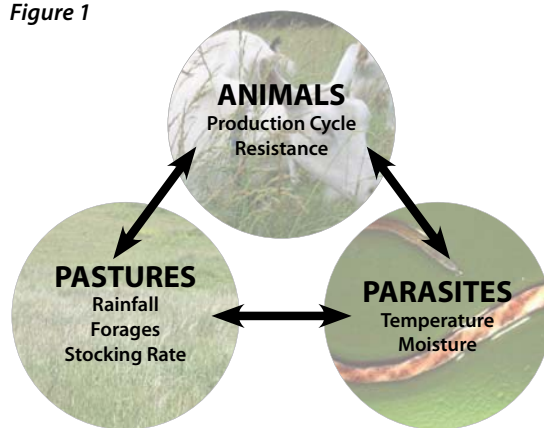 Figure 1
ANIMALS
Production Cycle
Resistance
PASTURES
Rainfall
Forages
Stocking Rate
PARASITES
Temperature
Moisture